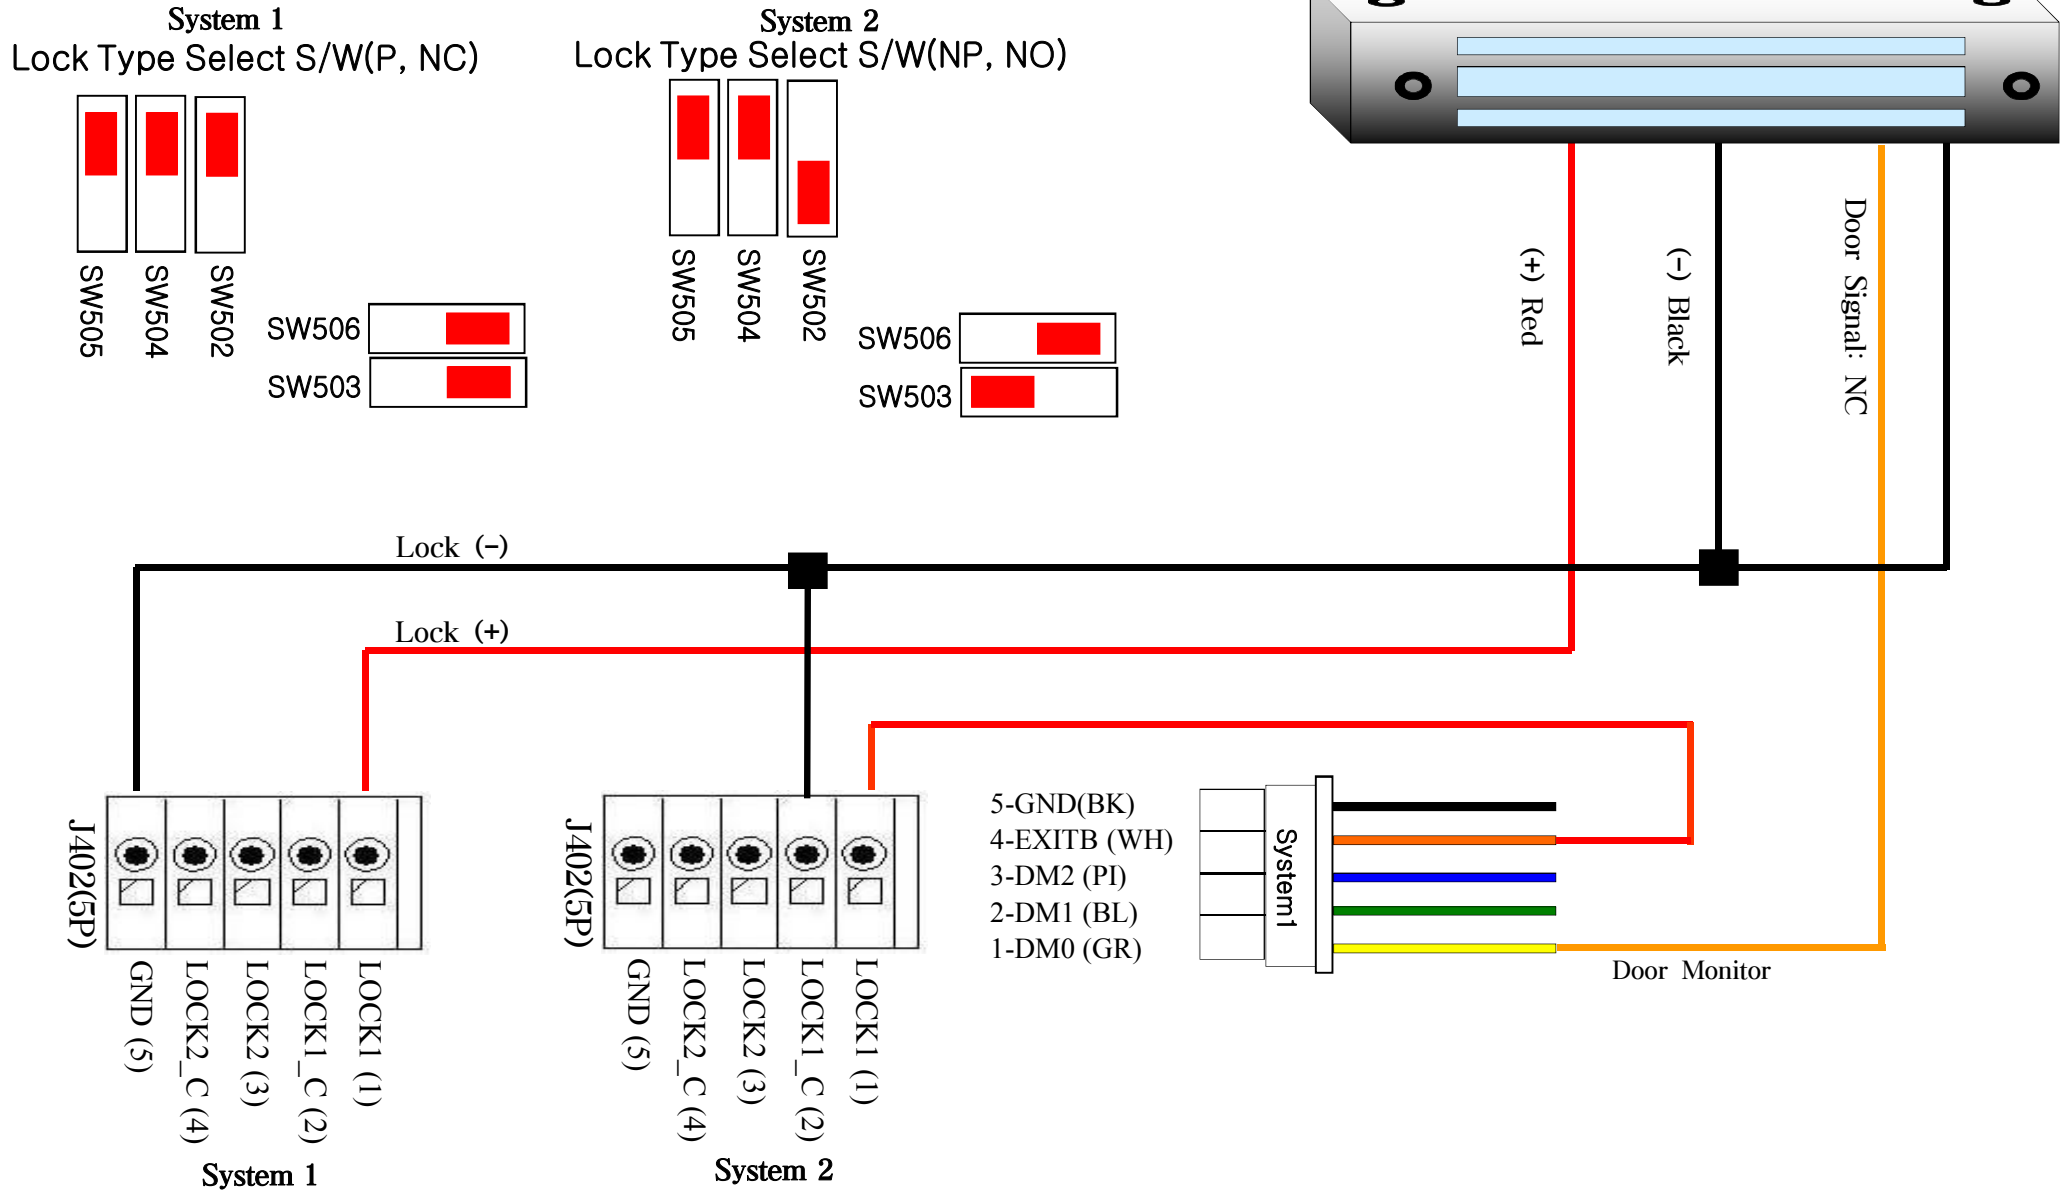 System 1
Lock Type Select S/W(P, NC)
SW505
SW504
SW502
SW506
SW503
System 2
Lock Type Select S/W(NP, NO)
SW505
SW504
SW502
SW506
SW503
(+) Red
(-) Black
Door Signal: NC
Lock (-)
Lock (+)
J402(5P)
GND (5)
LOCK2_C (4)
LOCK2 (3)
LOCK1_C (2)
LOCK1 (1)
System 1
J402(5P)
GND (5)
LOCK2_C (4)
LOCK2 (3)
LOCK1_C (2)
LOCK1 (1)
System 2
5-GND(BK)
4-EXITB (WH)
3-DM2 (PI)
2-DM1 (BL)
1-DM0 (GR)
System1
Door Monitor